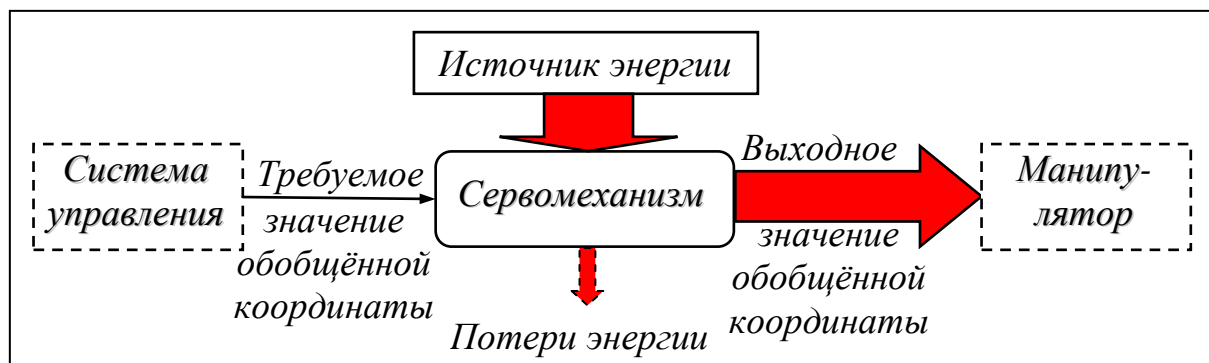 Источник энергии
Система
управления
Требуемое
значение
обобщённой
координаты
Сервомеханизм
Выходное
значение
обобщённой
координаты
Манипу-
лятор
Потери энергии